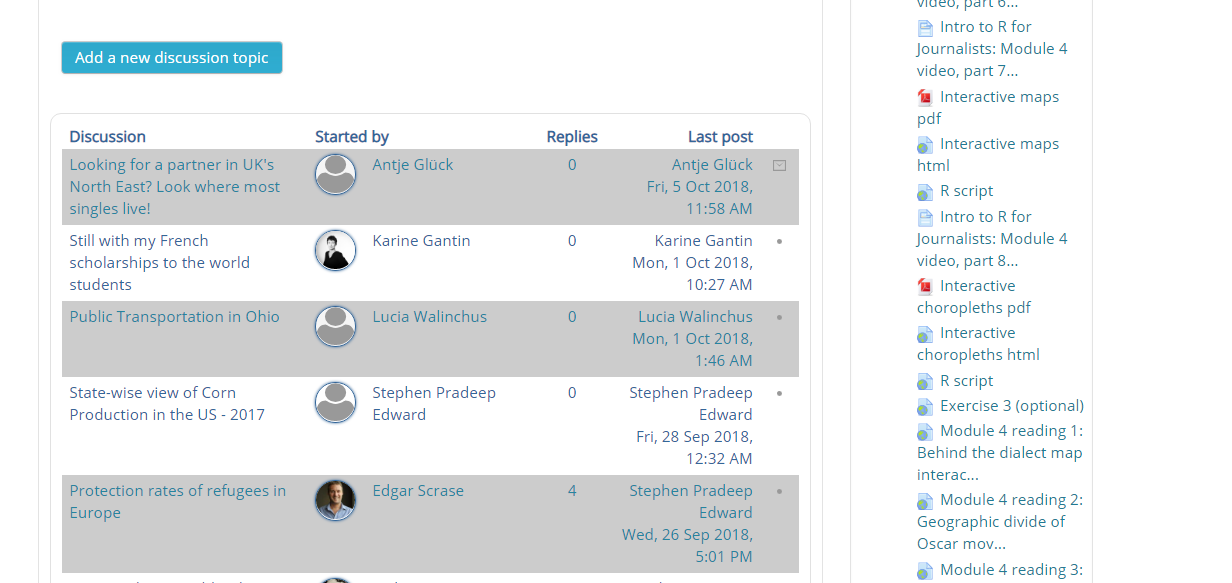 Add a new discussion topic
Discussion Started by Replies Last post
Looking for a partner in UK's
North East? Look where most
singles live!
Antje Glück
0
Antje Glück
Fri, 5 Oct 2018,
11:58 AM
Still with my French
scholarships to the world
students
Karine Gantin
0
Karine Gantin
Mon, 1 Oct 2018,
10:27 AM
Public Transportation in Ohio
Lucia Walinchus
0
Lucia Walinchus
Mon, 1 Oct 2018,
1:46 AM
State-wise view of Corn
Production in the US - 2017
Stephen Pradeep
Edward
0
Stephen Pradeep
Edward
Fri, 28 Sep 2018,
12:32 AM
Protection rates of refugees in
Europe
Edgar Scrase
4
Stephen Pradeep
Edward
Wed, 26 Sep 2018,
5:01 PM
video, part 6...
Intro to R for
Journalists: Module 4
video, part 7...
Interactive maps
pdf
Interactive maps
html
R script
Intro to R for
Journalists: Module 4
video, part 8...
Interactive
choropleths pdf
Interactive
choropleths html
R script
Exercise 3 (optional)
Module 4 reading 1:
Behind the dialect map
interac...
Module 4 reading 2:
Geographic divide of
Oscar mov...
Module 4 reading 3: